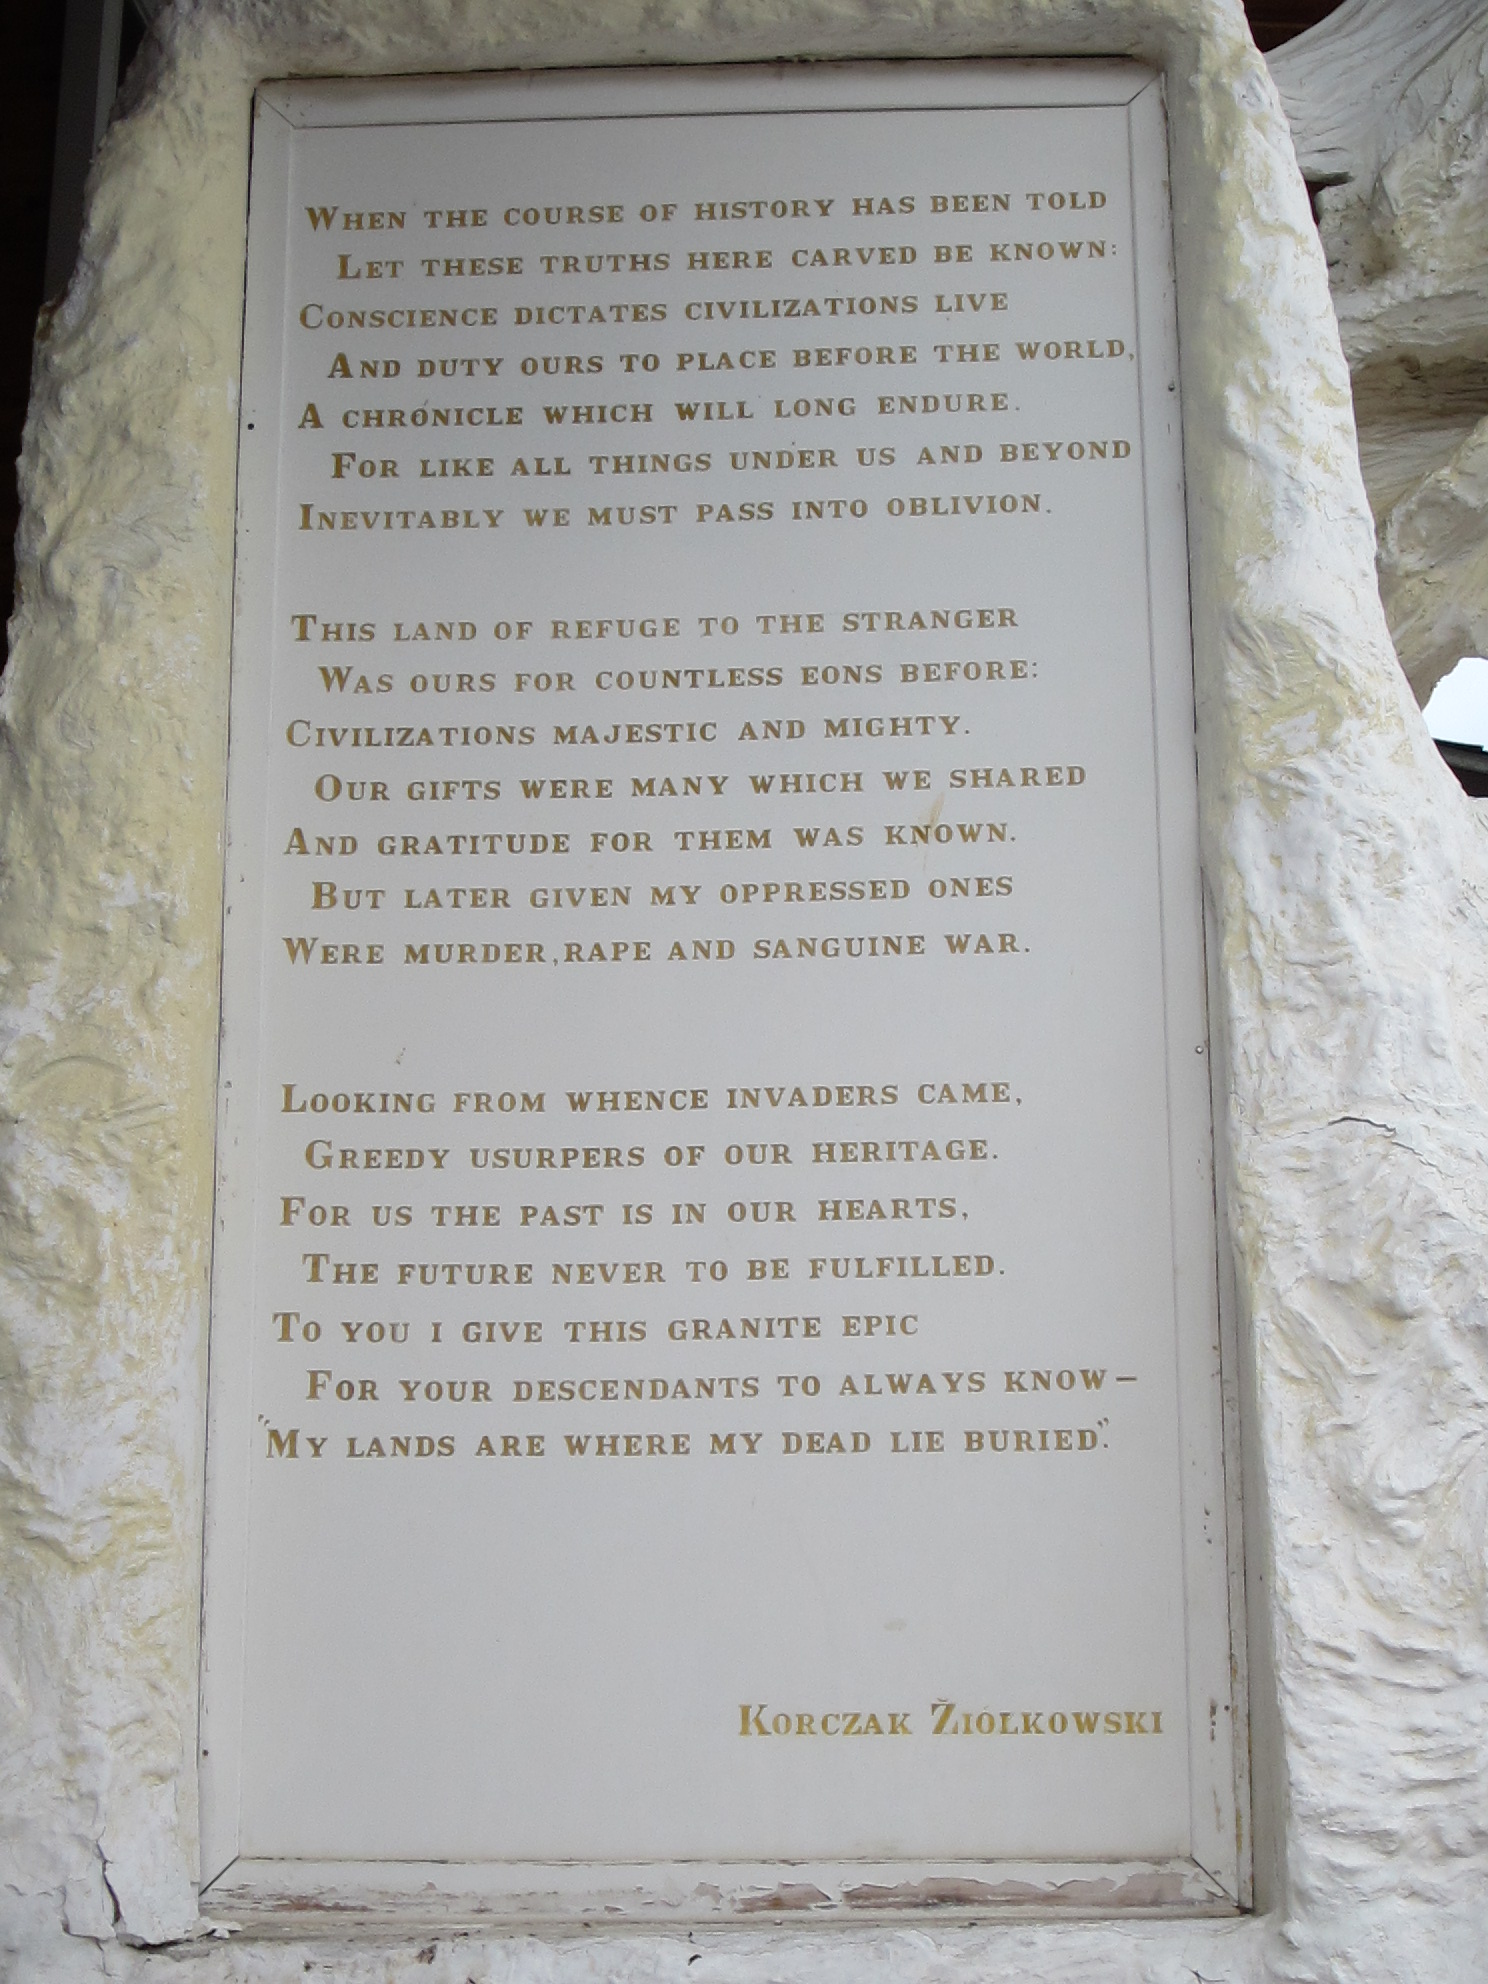 When the course of history has been told
Let these truths here carved be known:
Conscience dictates civilizations live
And duty ours to place before the world,
A chronicle which will long endure.
For like all things under us and beyond
Inevitably we must pass into oblivion.
This land of refuge to the stranger
Was ours for countless eons before:
Civilizations majestic and mighty.
Our gifts were many which we shared
And gratitude for them was known.
But later given my oppressed ones
Were murder, rape and sanguine war.
Looking from whence invaders came,
Greedy usurpers of our heritage.
For us the past is in our hearts,
The future never to be fulfilled.
To you I give this granite epic
For your descendants to always know –
"My lands are where my dead lie buried."
Korczak Žiółkowski